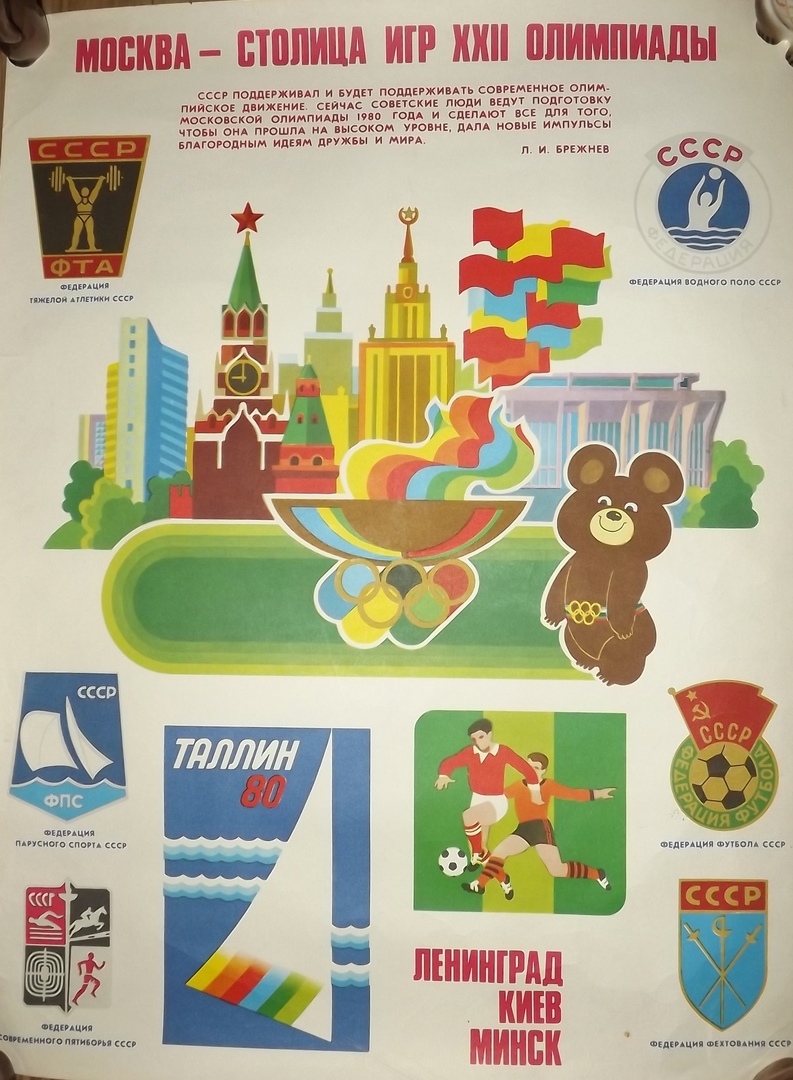 МОСКВА – СТОЛИЦА ИГР XXII ОЛИМПИАДЫ
СССР ПОДДЕРЖИВАЛ И БУДЕТ ПОДДЕРЖИВАТЬ СОВРЕМЕННОЕ ОЛИМ-
ПИЙСКОЕ ДВИЖЕНИЕ. СЕЙЧАС СОВЕТСКИЕ ЛЮДИ ВЕДУТ ПОДГОТОВКУ
МОСКОВСКОЙ ОЛИМПИАДЫ 1980 ГОДА И СДЕЛАЮТ ВСЕ ДЛЯ ТОГО,
ЧТОБЫ ОНА ПРОШЛА НА ВЫСОКОМ УРОВНЕ, ДАЛА НОВЫЕ ИМПУЛЬСЫ
БЛАГОРОДНЫМ ИДЕЯМ ДРУЖБЫ И МИРА.
Л. И. БРЕЖНЕВ
СССР
ФТА
ФЕДЕРАЦИЯ
ТЯЖЕЛОЙ АТЛЕТИКИ СССР
СССР
ФЕДЕРАЦИЯ
ФЕДЕРАЦИЯ ВОДНОГО ПОЛО СССР
СССР
ФПС
ФЕДЕРАЦИЯ
ПАРУСНОГО СПОРТА СССР
ТАЛЛИН
80
СССР
ФЕДЕРАЦИЯ ФУТБОЛА
ФЕДЕРАЦИЯ ФУТБОЛА СССР
СССР
ФЕДЕРАЦИЯ
СОВРЕМЕННОГО ПЯТИБОРЬЯ СССР
ЛЕНИНГРАД
КИЕВ
МИНСК
СССР
ФЕДЕРАЦИЯ ФЕХТОВАНИЯ СССР